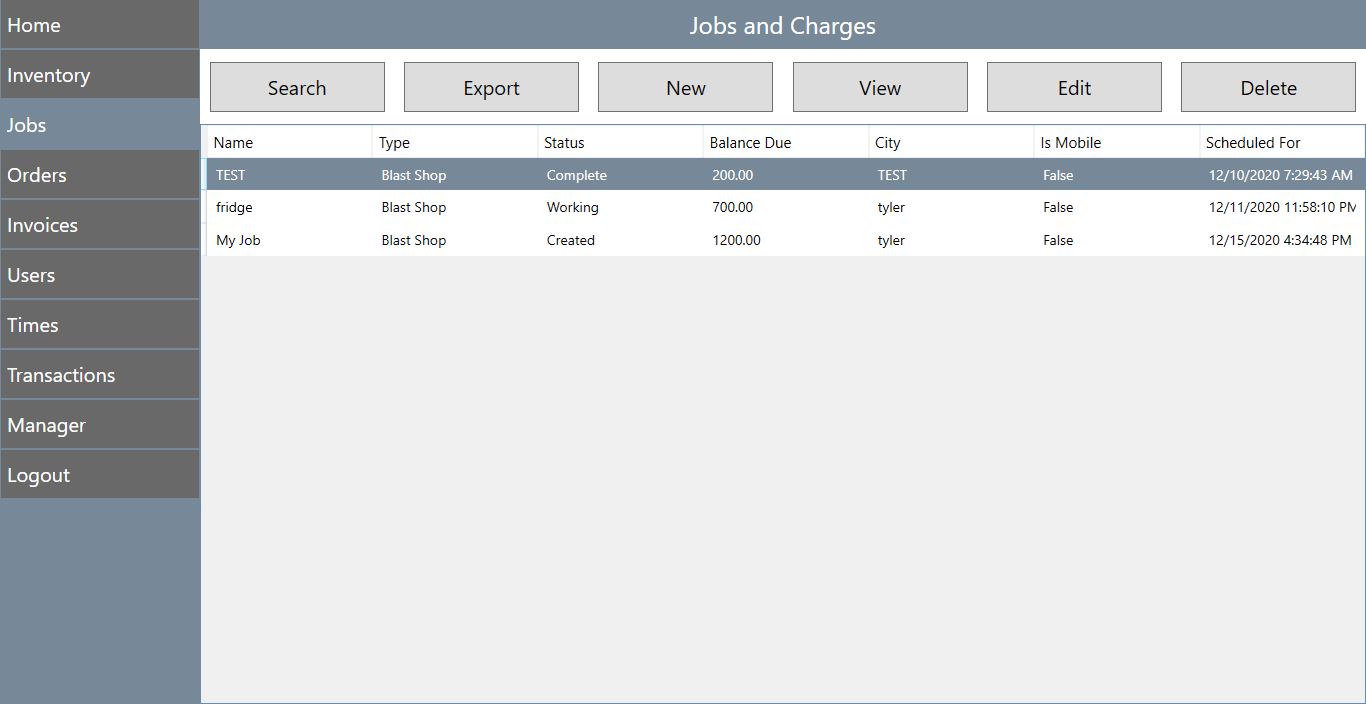 Home
Inventory
Jobs
Orders
Invoices
Users
Times
Transactions
Manager
Logout
Jobs and Charges
Search Export New View Edit Delete
Name Type Status Balance Due City Is Mobile Scheduled For
TEST Blast Shop Complete 200.00 TEST False 12/10/2020 7:29:43 AM
fridge Blast Shop Working 700.00 tyler False 12/11/2020 11:58:10 PM
My Job Blast Shop Created 1200.00 tyler False 12/15/2020 4:34:48 PM